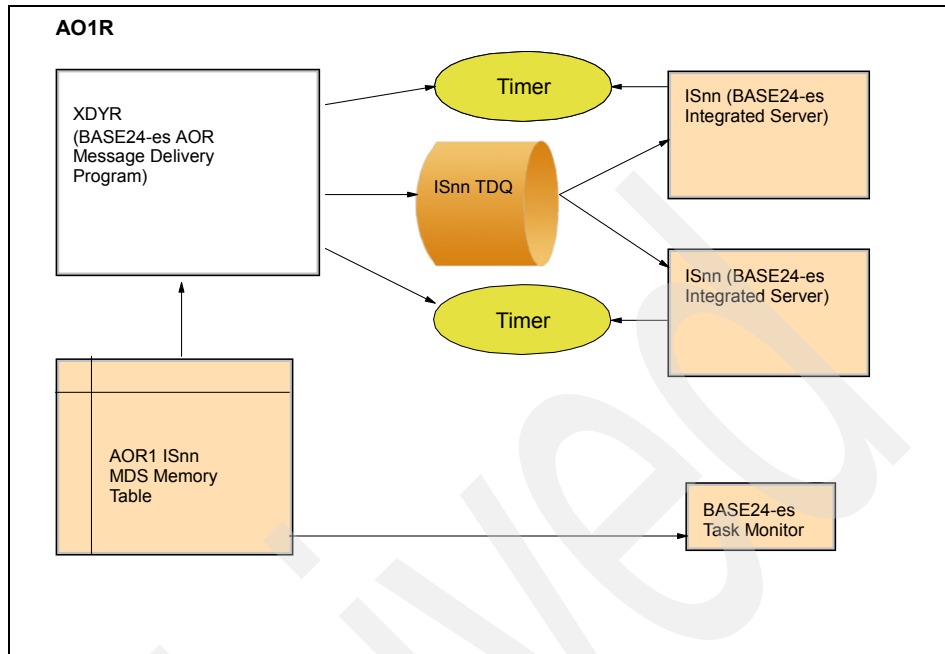 AO1R
XDYR
(BASE24-es AOR
Message Delivery
Program)
Timer
ISnn (BASE24-es
Integrated Server)
ISnn TDQ
ISnn (BASE24-es
Integrated Server)
Timer
AOR1 ISnn
MDS Memory
Table
BASE24-es
Task Monitor